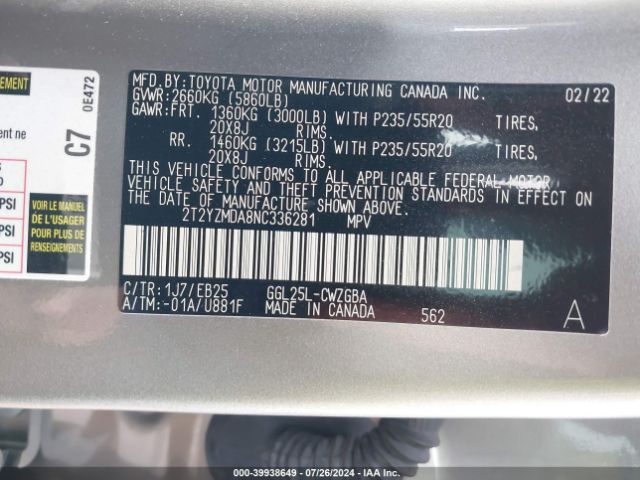 EMENT
ent ne
S
O
PSI
PSI
PSI
C7
0E472
VOIR LE MANUEL
DE L'USAGER
POUR PLUS DE
RENSEIGNEMENTS
MFD.BY:TOYOTA MOTOR MANUFACTURING CANADA INC. 02/22
GVWR:2660KG (5860LB)
GAWR:FRT. 1360KG (3000LB) WITH P235/55R20 TIRES,
20X8J RIMS.
RR. 1460KG (3215LB) WITH P235/55R20 TIRES,
20X8J RIMS.
THIS VEHICLE CONFORMS TO ALL APPLICABLE FEDERAL MOTOR
VEHICLE SAFETY AND THEFT PREVENTION STANDARDS IN EFFECT ON
THE DATE OF MANUFACTURE SHOWN ABOVE.
2T2YZMDA8NC336281 MPV
C/TR:1J7/EB25 GGL25L-CWZGBA
A/TM:-01A/U881F MADE IN CANADA 562 A
000-39938649 - 07/26/2024 - IAA Inc.